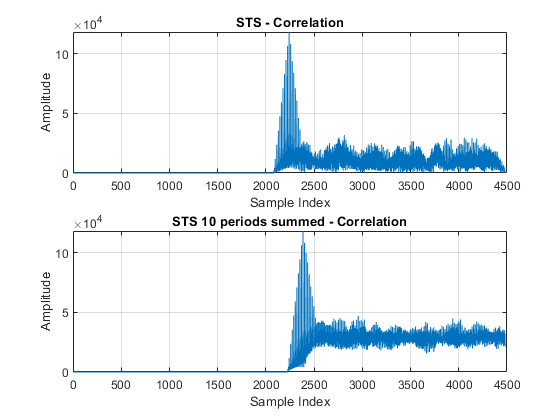 STS - Correlation
×10⁴
10
5
0
Amplitude
0 500 1000 1500 2000 2500 3000 3500 4000 4500
Sample Index
STS 10 periods summed - Correlation
×10⁴
10
5
0
Amplitude
0 500 1000 1500 2000 2500 3000 3500 4000 4500
Sample Index